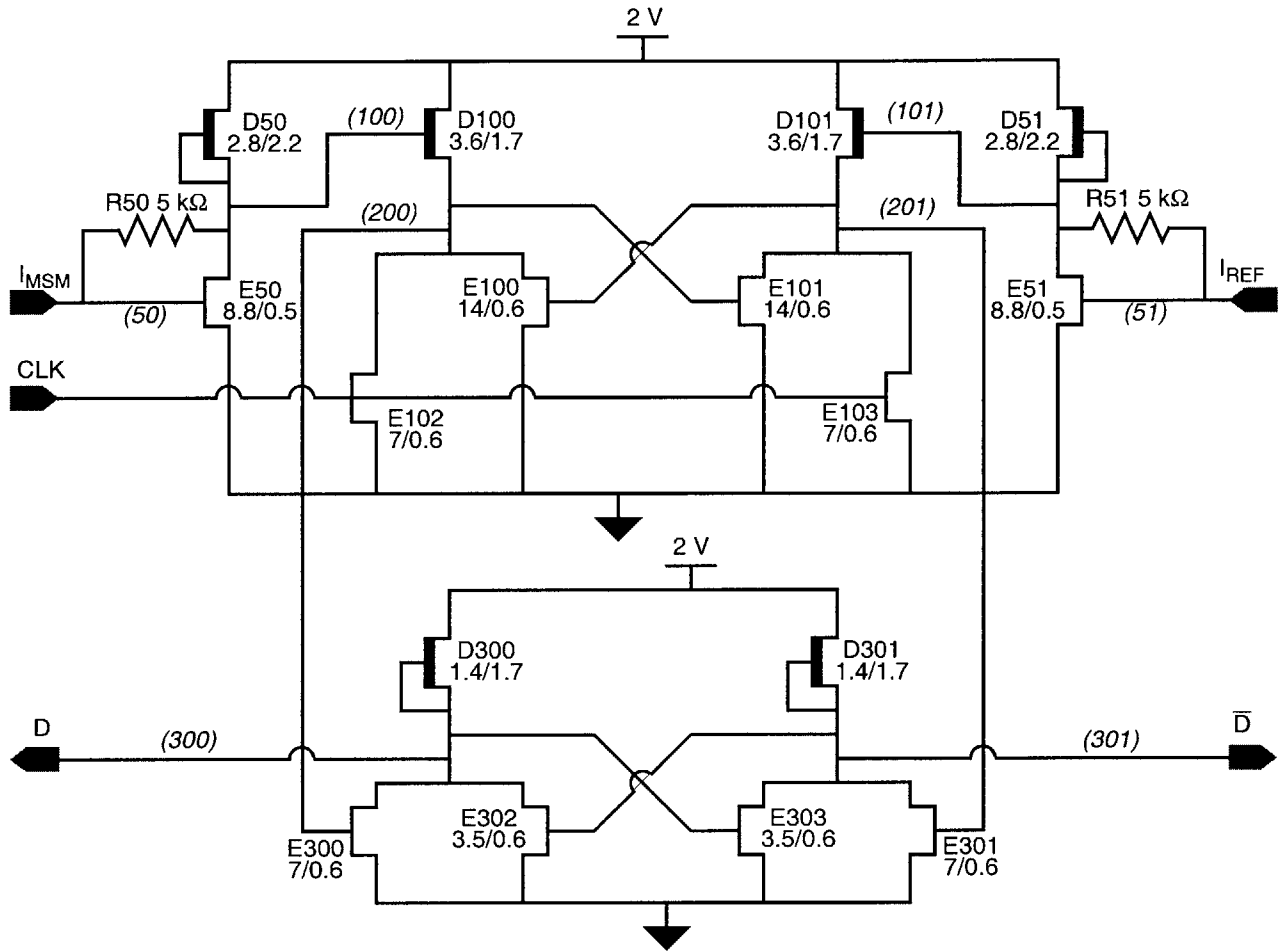 2 V
D50
2.8/2.2
(100)
D100
3.6/1.7
D101
3.6/1.7
(101)
D51
2.8/2.2
R50 5 kΩ
(200)
(201)
R51 5 kΩ
I_MSM
(50)
E50
8.8/0.5
E100
14/0.6
E101
14/0.6
E51
8.8/0.5
(51)
I_REF
CLK
E102
7/0.6
E103
7/0.6
2 V
D300
1.4/1.7
D301
1.4/1.7
D
(300)
(301)
D̅
E300
7/0.6
E302
3.5/0.6
E303
3.5/0.6
E301
7/0.6